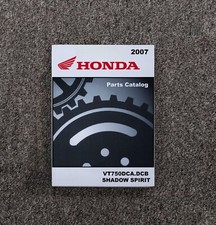 2007
HONDA
Parts Catalog
VT750DCA.DCB
SHADOW SPIRIT